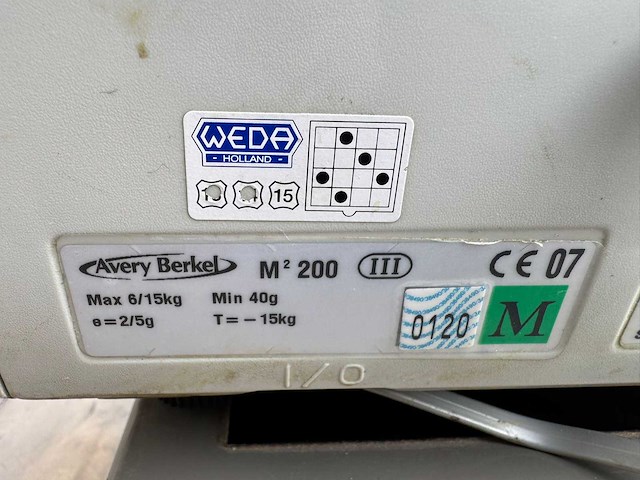 WEDA
- HOLLAND -
15
Avery Berkel M² 200 III CE 07
Max 6/15kg Min 40g
e=2/5g T=-15kg
0120 M
I/O